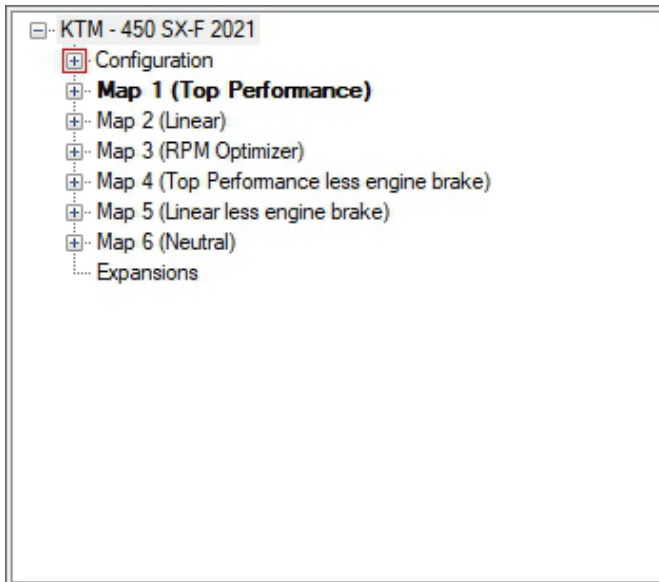 KTM - 450 SX-F 2021
Configuration
Map 1 (Top Performance)
Map 2 (Linear)
Map 3 (RPM Optimizer)
Map 4 (Top Performance less engine brake)
Map 5 (Linear less engine brake)
Map 6 (Neutral)
Expansions